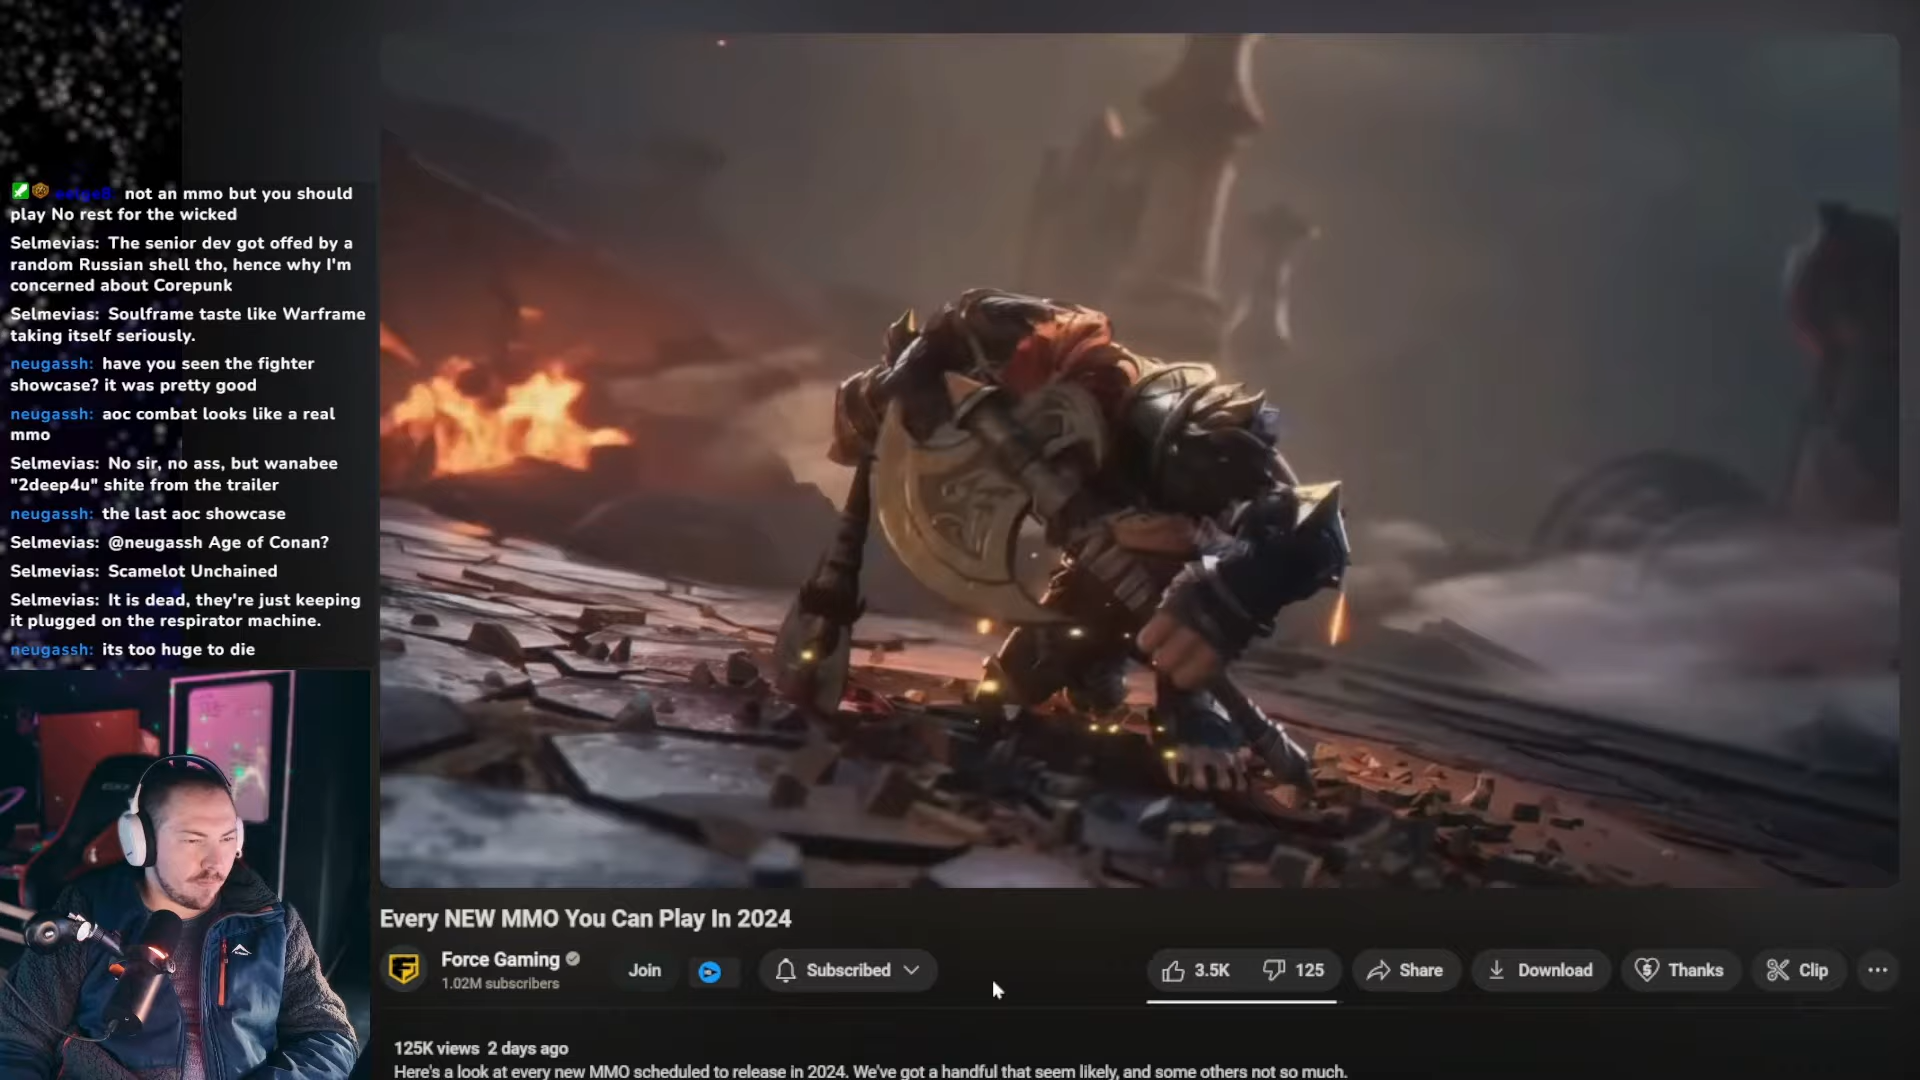 not an mmo but you should
play No rest for the wicked
Selmevias: The senior dev got offed by a
random Russian shell tho, hence why I'm
concerned about Corepunk
Selmevias: Soulframe taste like Warframe
taking itself seriously.
neugassh: have you seen the fighter
showcase? it was pretty good
neugassh: aoc combat looks like a real
mmo
Selmevias: No sir, no ass, but wanabee
"2deep4u" shite from the trailer
neugassh: the last aoc showcase
Selmevias: @neugassh Age of Conan?
Selmevias: Scamelot Unchained
Selmevias: It is dead, they're just keeping
it plugged on the respirator machine.
neugassh: its too huge to die
Every NEW MMO You Can Play In 2024
Force Gaming
1.02M subscribers
Join
Subscribed
3.5K
125
Share
Download
Thanks
Clip
125K views 2 days ago
Here's a look at every new MMO scheduled to release in 2024. We've got a handful that seem likely, and some others not so much.